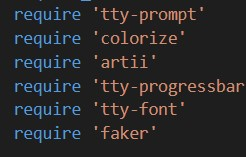 require 'tty-prompt'
require 'colorize'
require 'artii'
require 'tty-progressbar
require 'tty-font'
require 'faker'